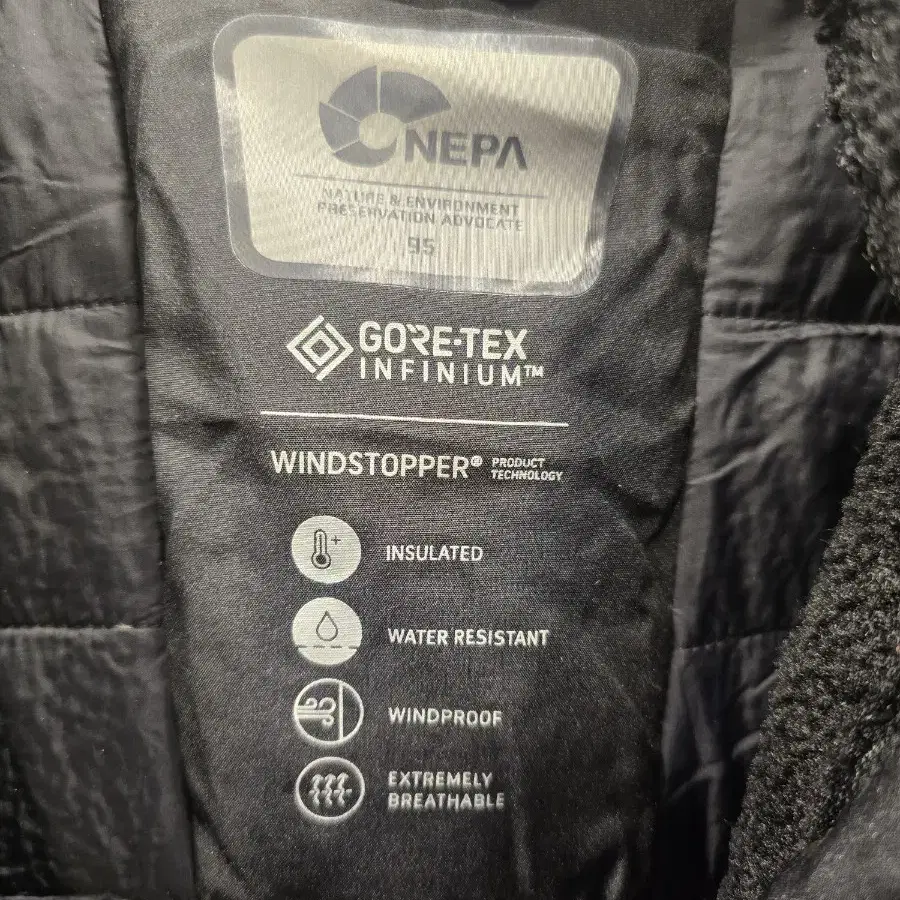 NEPA
NATURE & ENVIRONMENT
PRESERVATION ADVOCATE
95
GORE-TEX
INFINIUM™
WINDSTOPPER® PRODUCT
TECHNOLOGY
INSULATED
WATER RESISTANT
WINDPROOF
EXTREMELY
BREATHABLE